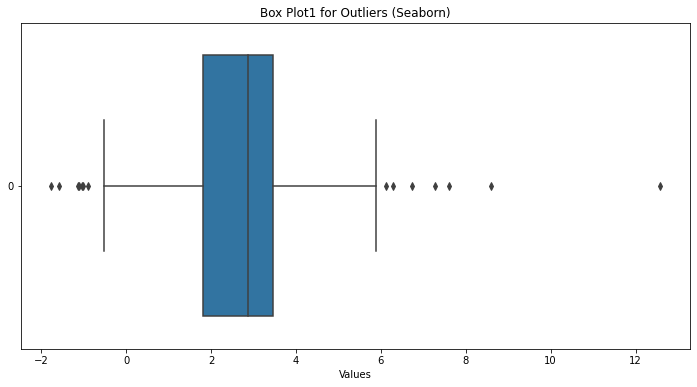 Box Plot1 for Outliers (Seaborn)
0
−2 0 2 4 6 8 10 12
Values